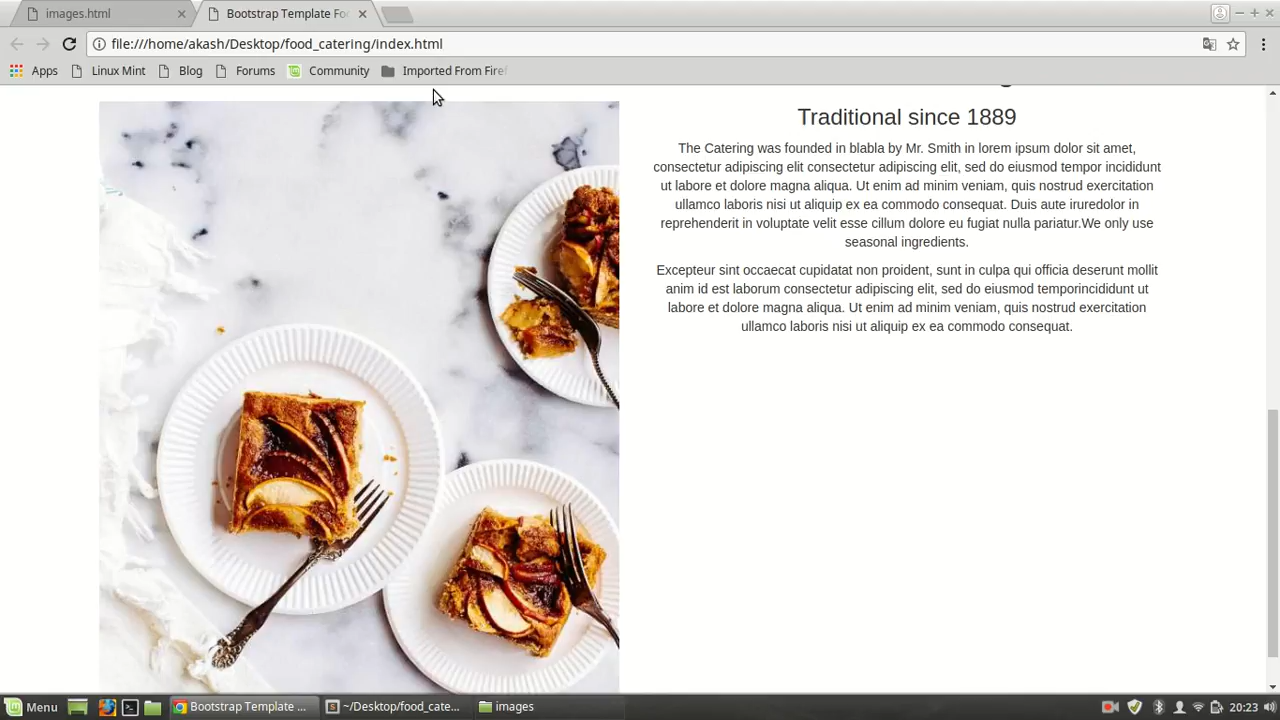 images.html
Bootstrap Template Fo
file:///home/akash/Desktop/food_catering/index.html
Apps
Linux Mint
Blog
Forums
Community
Imported From Firef
Traditional since 1889
The Catering was founded in blabla by Mr. Smith in lorem ipsum dolor sit amet,
consectetur adipiscing elit consectetur adipiscing elit, sed do eiusmod tempor incididunt
ut labore et dolore magna aliqua. Ut enim ad minim veniam, quis nostrud exercitation
ullamco laboris nisi ut aliquip ex ea commodo consequat. Duis aute iruredolor in
reprehenderit in voluptate velit esse cillum dolore eu fugiat nulla pariatur.We only use
seasonal ingredients.
Excepteur sint occaecat cupidatat non proident, sunt in culpa qui officia deserunt mollit
anim id est laborum consectetur adipiscing elit, sed do eiusmod temporincididunt ut
labore et dolore magna aliqua. Ut enim ad minim veniam, quis nostrud exercitation
ullamco laboris nisi ut aliquip ex ea commodo consequat.
Menu
Bootstrap Template ...
~/Desktop/food_cate...
images
20:23